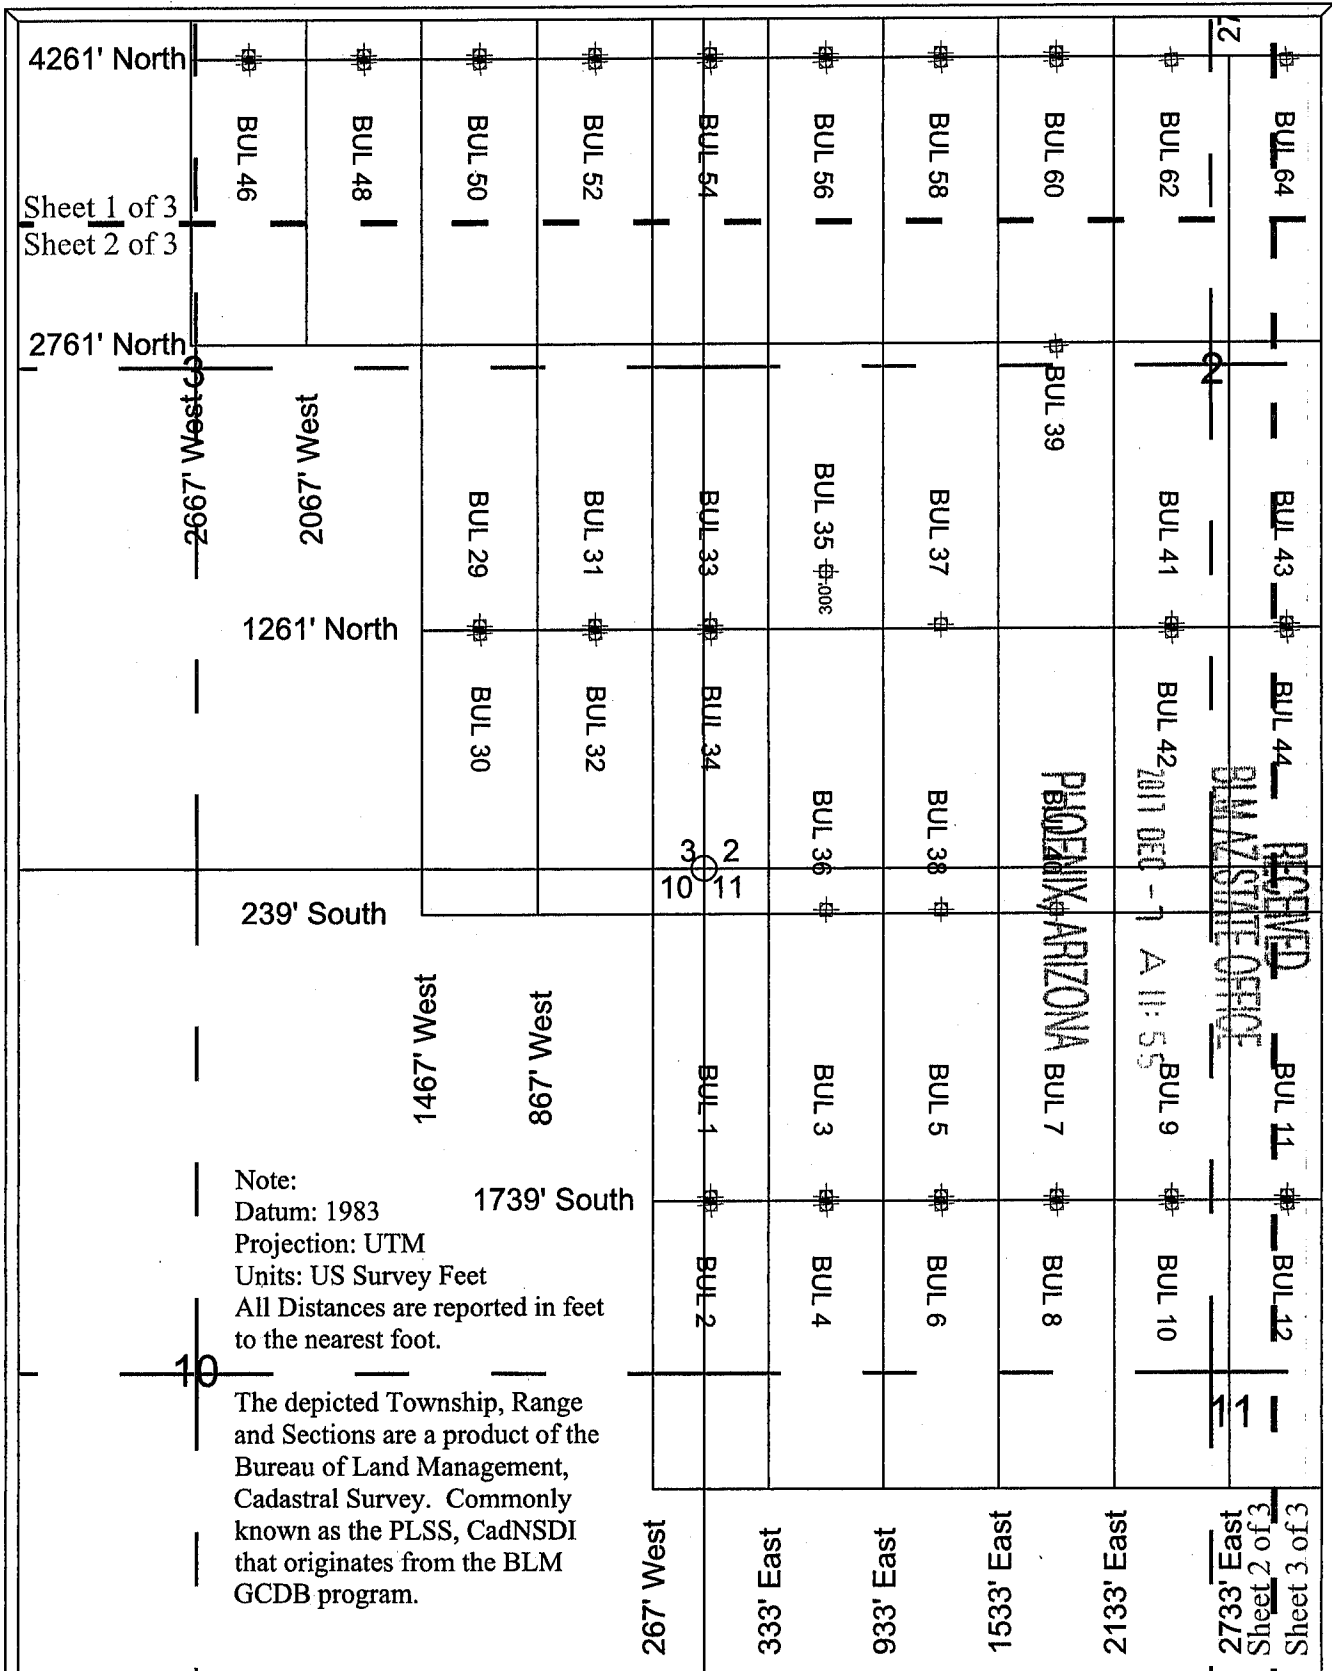 27
4261' North
BUL 46
BUL 48
BUL 50
BUL 52
BUL 54
BUL 56
BUL 58
BUL 60
BUL 62
BUL 64
Sheet 1 of 3
Sheet 2 of 3
2761' North
2
2667' West
2067' West
BUL 39
BUL 29
BUL 31
BUL 33
BUL 35
300'
BUL 37
BUL 41
BUL 43
1261' North
BUL 30
BUL 32
BUL 34
BUL 42
BUL 44
BUL 36
BUL 38
BUL 40
3 2
10 11
239' South
RECEIVED
BLM AZ STATE OFFICE
2017 DEC -7 A 11:55
PHOENIX, ARIZONA
1467' West
867' West
BUL 1
BUL 3
BUL 5
BUL 7
BUL 9
BUL 11
1739' South
BUL 2
BUL 4
BUL 6
BUL 8
BUL 10
BUL 12
Note:
Datum: 1983
Projection: UTM
Units: US Survey Feet
All Distances are reported in feet
to the nearest foot.
10
11
The depicted Township, Range
and Sections are a product of the
Bureau of Land Management,
Cadastral Survey. Commonly
known as the PLSS, CadNSDI
that originates from the BLM
GCDB program.
267' West
333' East
933' East
1533' East
2133' East
2733' East
Sheet 2 of 3
Sheet 3 of 3